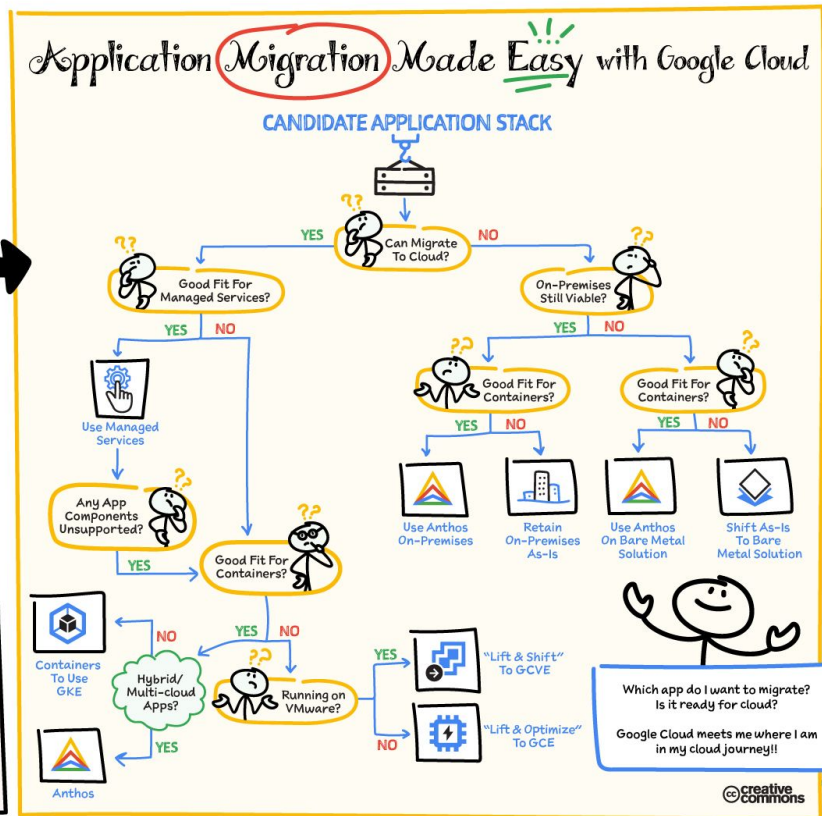 Application Migration Made Easy with Google Cloud
CANDIDATE APPLICATION STACK
??
Can Migrate
To Cloud?
YES
NO
??
Good Fit For
Managed Services?
??
On-Premises
Still Viable?
YES
NO
YES
NO
Use Managed
Services
??
Good Fit For
Containers?
??
Good Fit For
Containers?
YES
NO
YES
NO
Use Anthos
On-Premises
Retain
On-Premises
As-Is
Use Anthos
On Bare Metal
Solution
Shift As-Is
To Bare
Metal Solution
??
Any App
Components
Unsupported?
YES
??
Good Fit For
Containers?
YES
NO
Hybrid/
Multi-cloud
Apps?
NO
Containers
To Use
GKE
YES
Anthos
??
Running on
VMware?
YES
"Lift & Shift"
To GCVE
NO
"Lift & Optimize"
To GCE
Which app do I want to migrate?
Is it ready for cloud?
Google Cloud meets me where I am
in my cloud journey!!
cc creative
commons